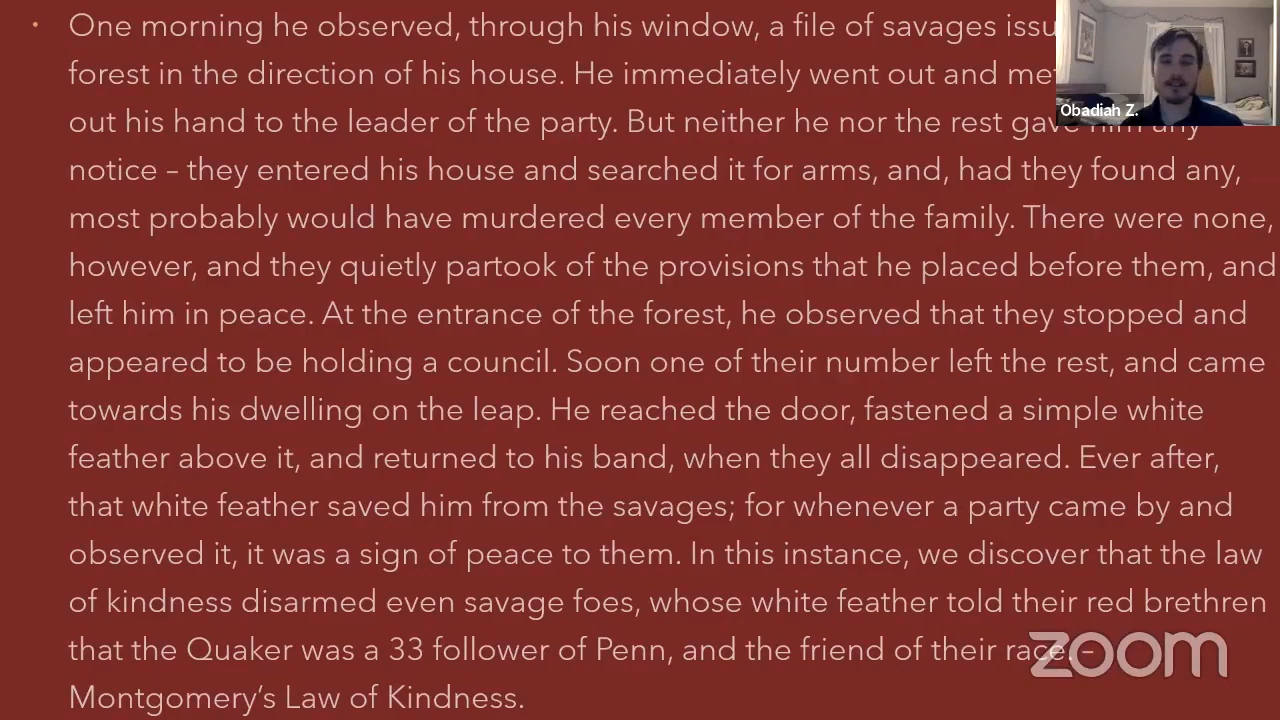 • One morning he observed, through his window, a file of savages issu
forest in the direction of his house. He immediately went out and met
out his hand to the leader of the party. But neither he nor the rest gave him any
notice – they entered his house and searched it for arms, and, had they found any,
most probably would have murdered every member of the family. There were none,
however, and they quietly partook of the provisions that he placed before them, and
left him in peace. At the entrance of the forest, he observed that they stopped and
appeared to be holding a council. Soon one of their number left the rest, and came
towards his dwelling on the leap. He reached the door, fastened a simple white
feather above it, and returned to his band, when they all disappeared. Ever after,
that white feather saved him from the savages; for whenever a party came by and
observed it, it was a sign of peace to them. In this instance, we discover that the law
of kindness disarmed even savage foes, whose white feather told their red brethren
that the Quaker was a 33 follower of Penn, and the friend of their race. –
Montgomery's Law of Kindness.
Obadiah Z.
zoom